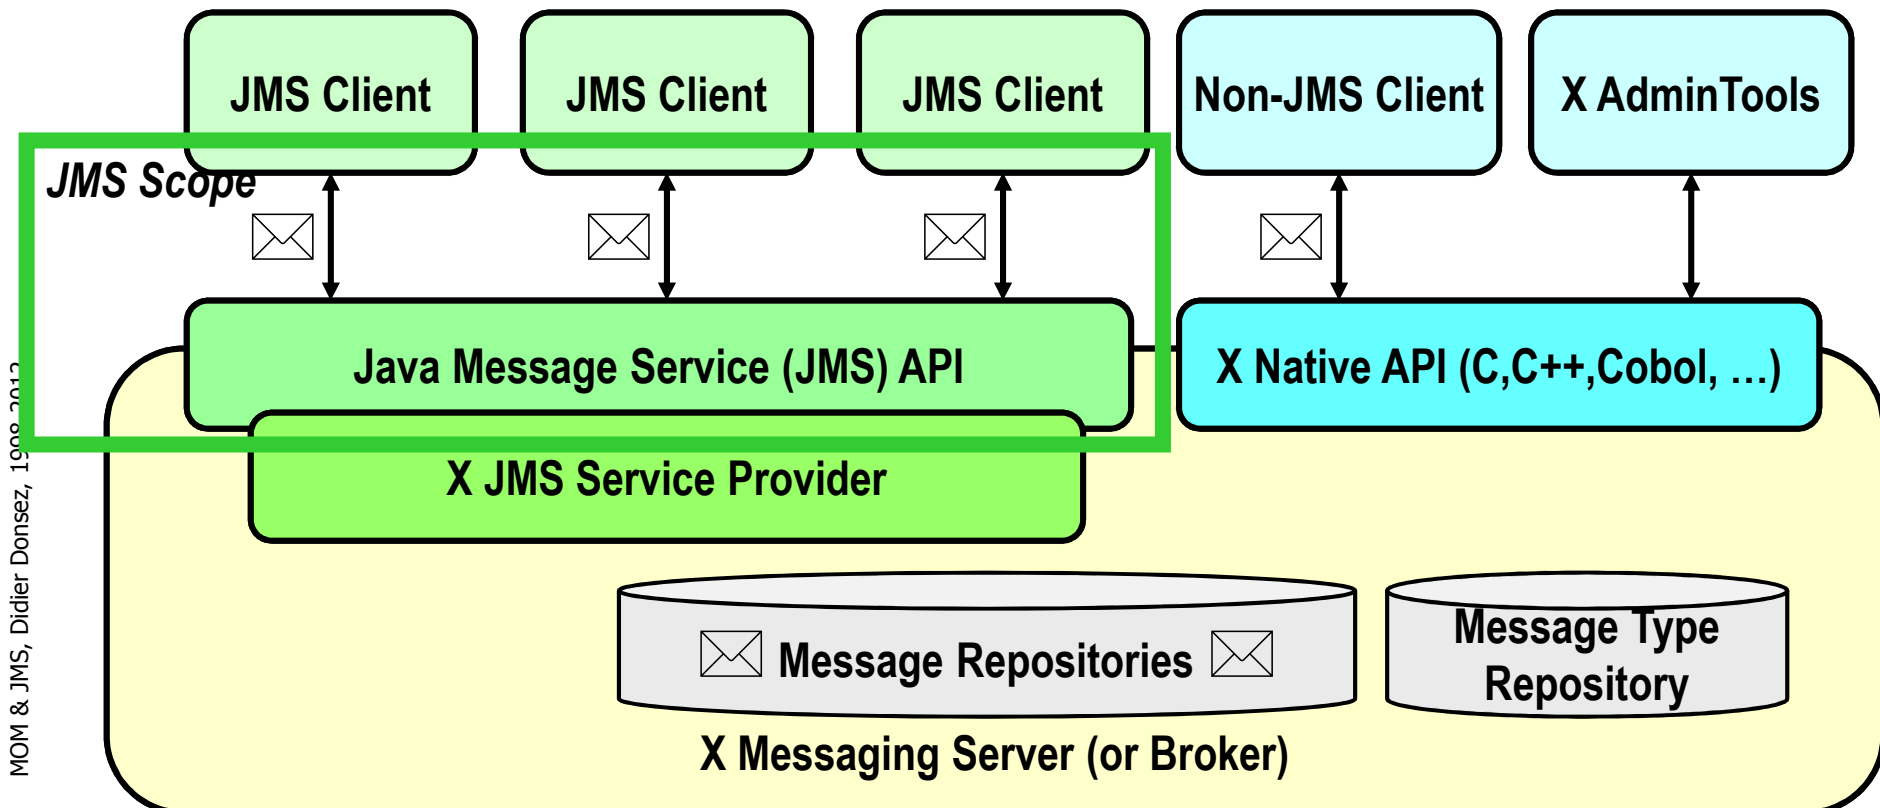 JMS Client
JMS Client
JMS Client
Non-JMS Client
X AdminTools
JMS Scope
Java Message Service (JMS) API
X Native API (C,C++,Cobol, …)
X JMS Service Provider
Message Repositories
Message Type
Repository
X Messaging Server (or Broker)
MOM & JMS, Didier Donsez, 1998-2012